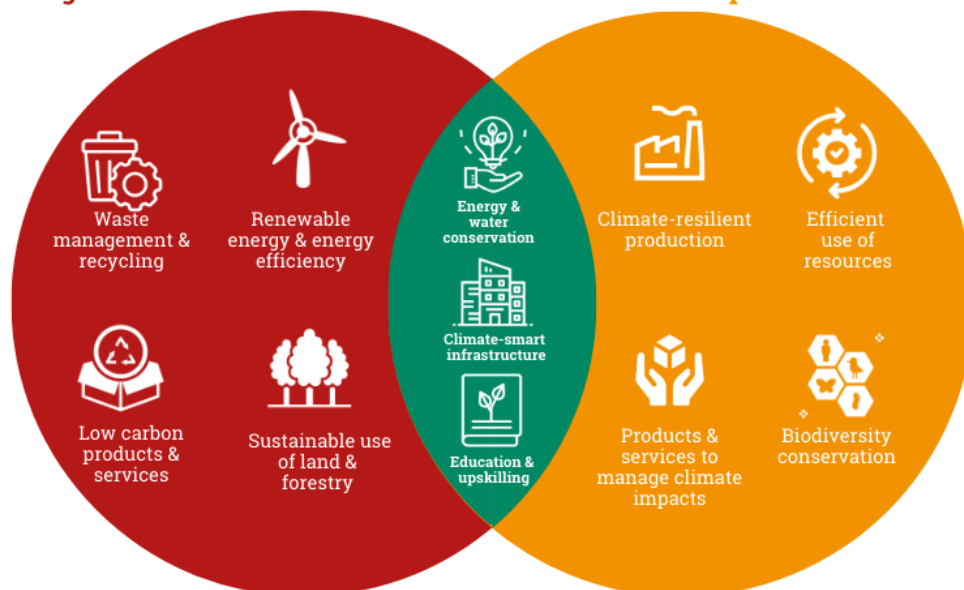 Waste
management &
recycling
Renewable
energy & energy
efficiency
Low carbon
products &
services
Sustainable use
of land &
forestry
Energy &
water
conservation
Climate-smart
infrastructure
Education &
upskilling
Climate-resilient
production
Efficient
use of
resources
Products &
services to
manage climate
impacts
Biodiversity
conservation